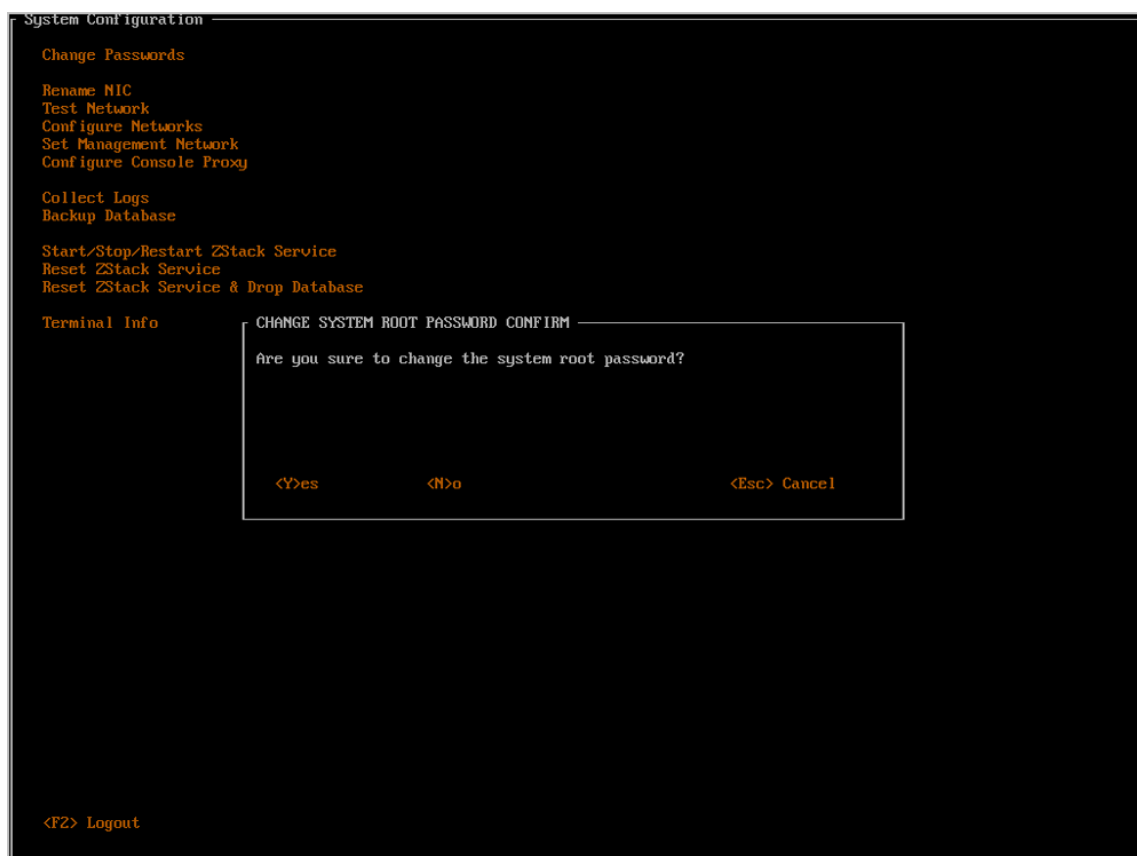 System Configuration
Change Passwords
Rename NIC
Test Network
Configure Networks
Set Management Network
Configure Console Proxy
Collect Logs
Backup Database
Start/Stop/Restart ZStack Service
Reset ZStack Service
Reset ZStack Service & Drop Database
Terminal Info
CHANGE SYSTEM ROOT PASSWORD CONFIRM
Are you sure to change the system root password?
<Y>es <N>o <Esc> Cancel
<F2> Logout